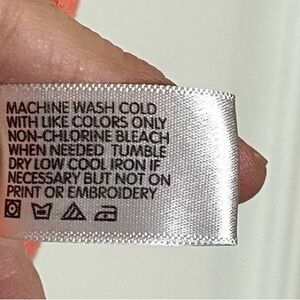 MACHINE WASH COLD
WITH LIKE COLORS ONLY
NON-CHLORINE BLEACH
WHEN NEEDED TUMBLE
DRY LOW COOL IRON IF
NECESSARY BUT NOT ON
PRINT OR EMBROIDERY